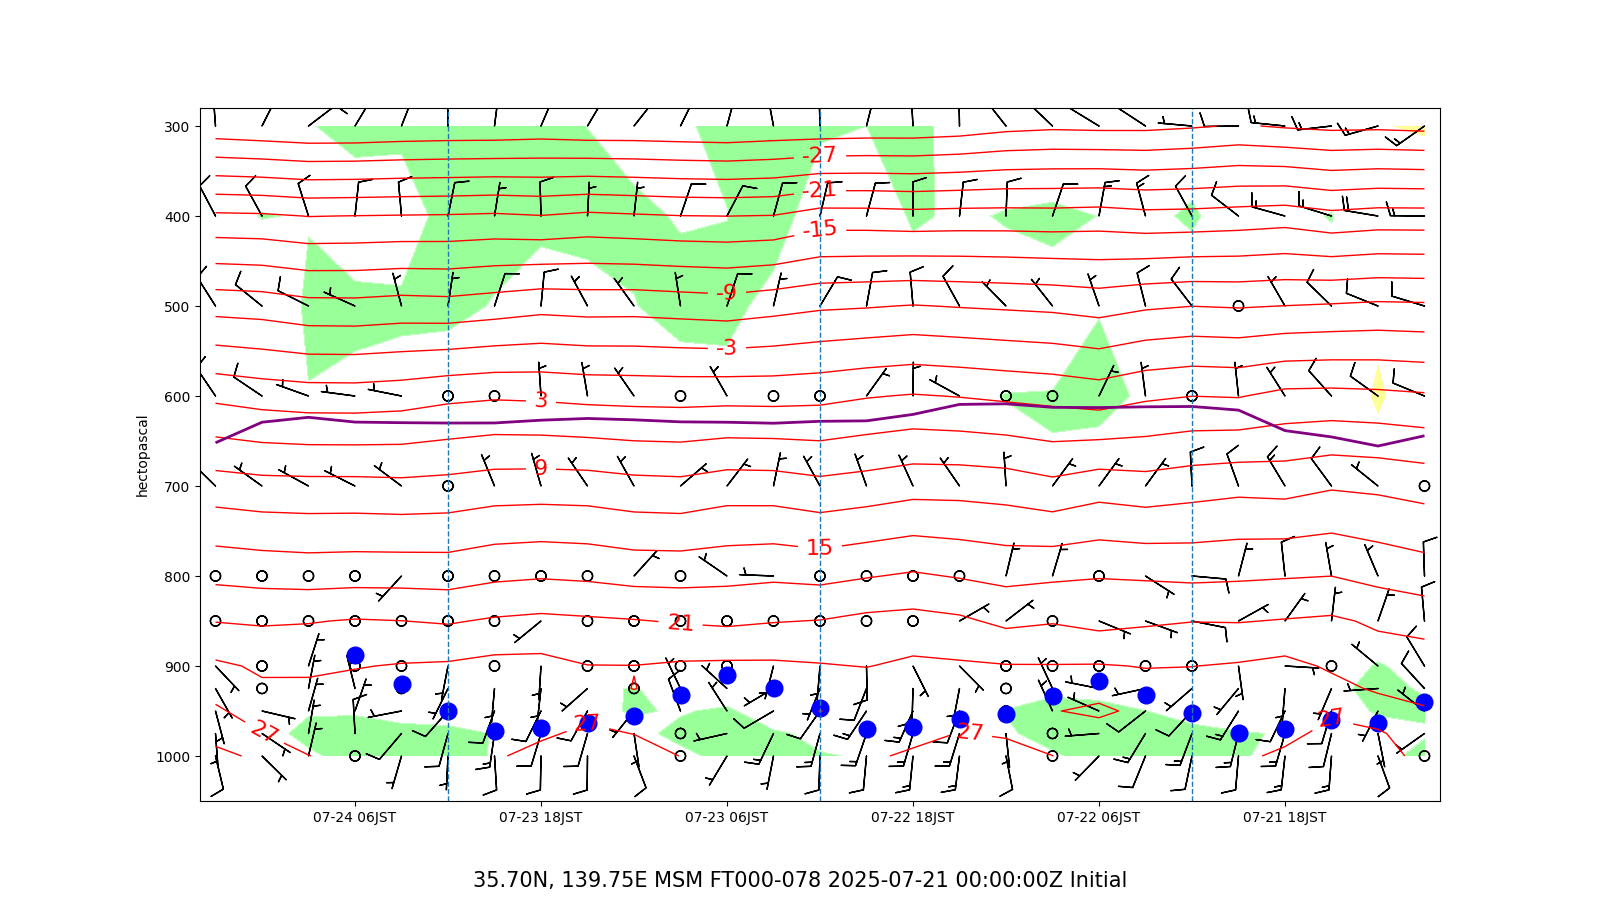 300
400
500
600
700
800
850
900
1000
hectopascal
-27
-21
-15
-9
-3
3
9
15
21
27
27
27
27
07-24 06JST
07-23 18JST
07-23 06JST
07-22 18JST
07-22 06JST
07-21 18JST
35.70N, 139.75E MSM FT000-078 2025-07-21 00:00:00Z Initial